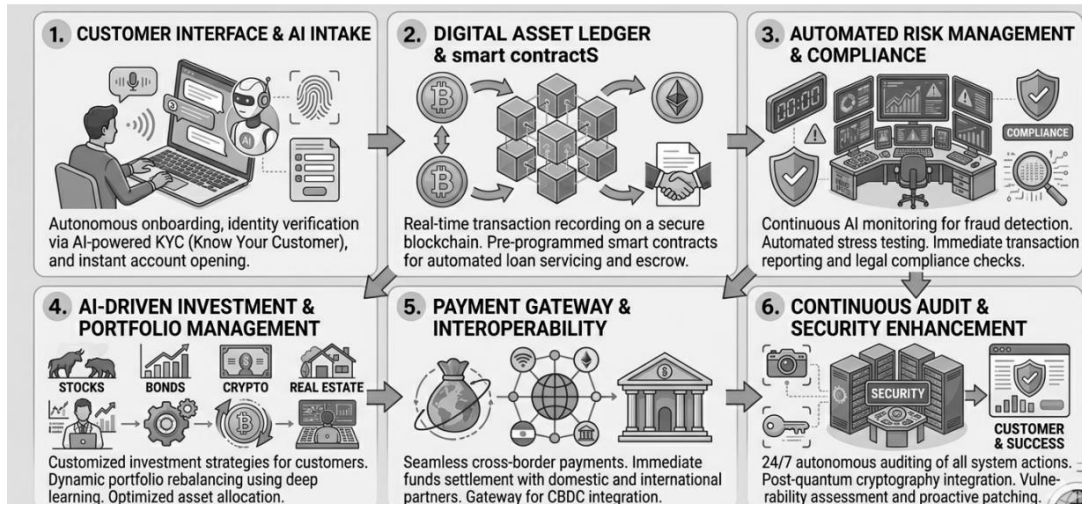 1. CUSTOMER INTERFACE & AI INTAKE
AI
Autonomous onboarding, identity verification
via AI-powered KYC (Know Your Customer),
and instant account opening.
2. DIGITAL ASSET LEDGER
& smart contractS
Real-time transaction recording on a secure
blockchain. Pre-programmed smart contracts
for automated loan servicing and escrow.
3. AUTOMATED RISK MANAGEMENT
& COMPLIANCE
00:00
COMPLIANCE
Continuous AI monitoring for fraud detection.
Automated stress testing. Immediate transaction
reporting and legal compliance checks.
4. AI-DRIVEN INVESTMENT &
PORTFOLIO MANAGEMENT
STOCKS BONDS CRYPTO REAL ESTATE
Customized investment strategies for customers.
Dynamic portfolio rebalancing using deep
learning. Optimized asset allocation.
5. PAYMENT GATEWAY &
INTEROPERABILITY
Seamless cross-border payments. Immediate
funds settlement with domestic and international
partners. Gateway for CBDC integration.
6. CONTINUOUS AUDIT &
SECURITY ENHANCEMENT
SECURITY
CUSTOMER
& SUCCESS
24/7 autonomous auditing of all system actions.
Post-quantum cryptography integration. Vulne-
rability assessment and proactive patching.